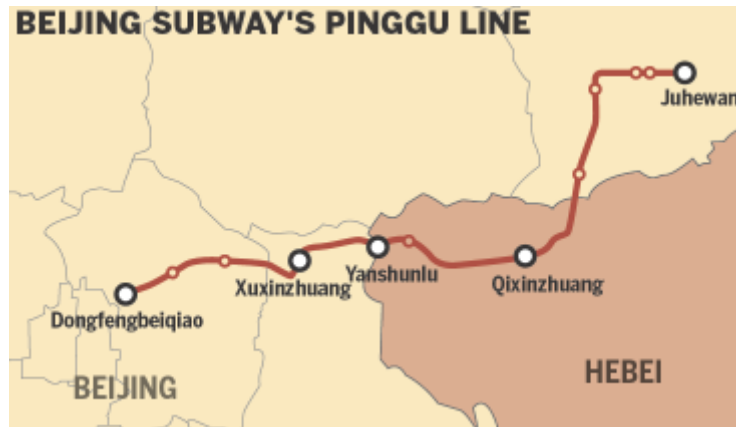 BEIJING SUBWAY'S PINGGU LINE
Juhewan
Xuxinzhuang
Yanshunlu
Qixinzhuang
Dongfengbeiqiao
BEIJING
HEBEI